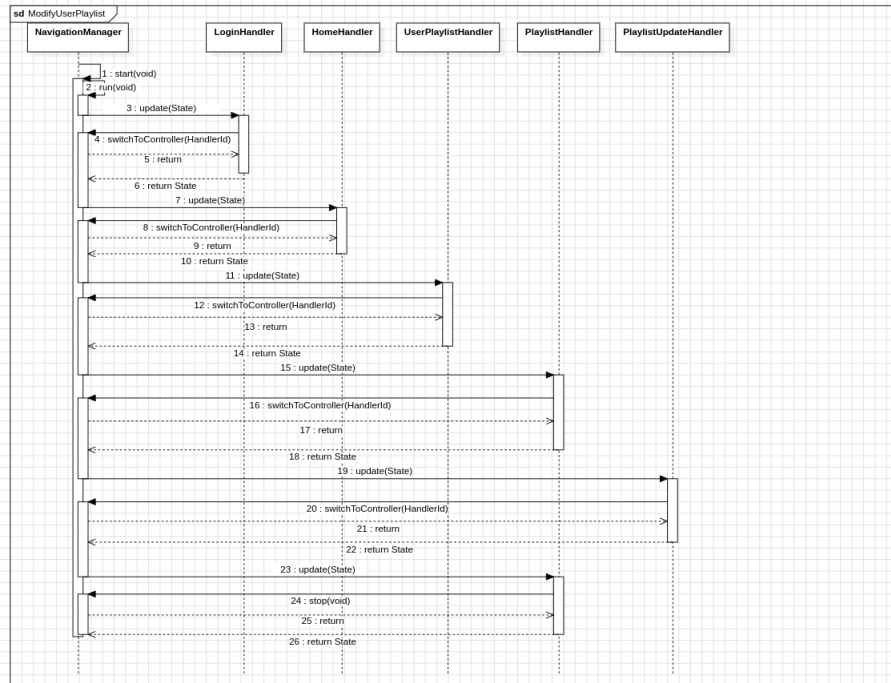 sd ModifyUserPlaylist
NavigationManager LoginHandler HomeHandler UserPlaylistHandler PlaylistHandler PlaylistUpdateHandler
1 : start(void)
2 : run(void)
3 : update(State)
4 : switchToController(HandlerId)
5 : return
6 : return State
7 : update(State)
8 : switchToController(HandlerId)
9 : return
10 : return State
11 : update(State)
12 : switchToController(HandlerId)
13 : return
14 : return State
15 : update(State)
16 : switchToController(HandlerId)
17 : return
18 : return State
19 : update(State)
20 : switchToController(HandlerId)
21 : return
22 : return State
23 : update(State)
24 : stop(void)
25 : return
26 : return State